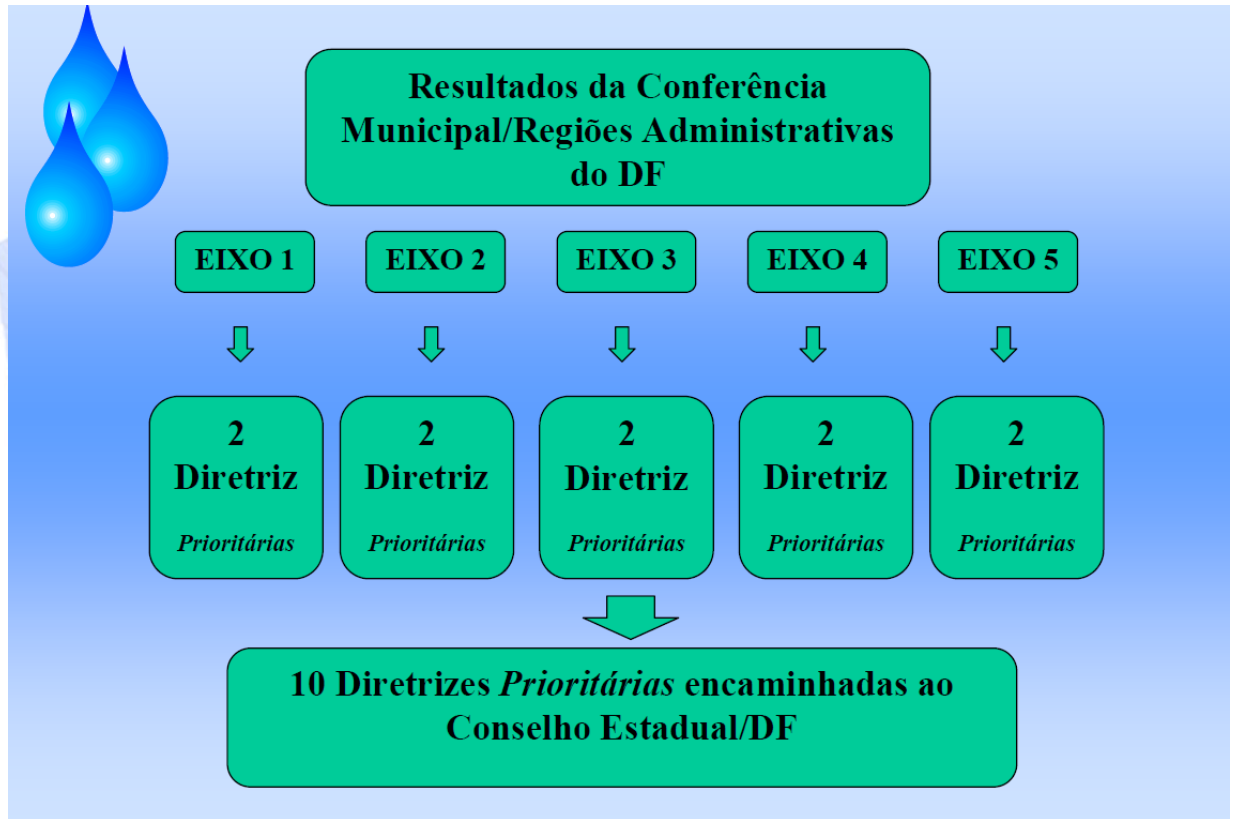 Resultados da Conferência
Municipal/Regiões Administrativas
do DF
EIXO 1
EIXO 2
EIXO 3
EIXO 4
EIXO 5
2
Diretriz
Prioritárias
2
Diretriz
Prioritárias
2
Diretriz
Prioritárias
2
Diretriz
Prioritárias
2
Diretriz
Prioritárias
10 Diretrizes Prioritárias encaminhadas ao
Conselho Estadual/DF